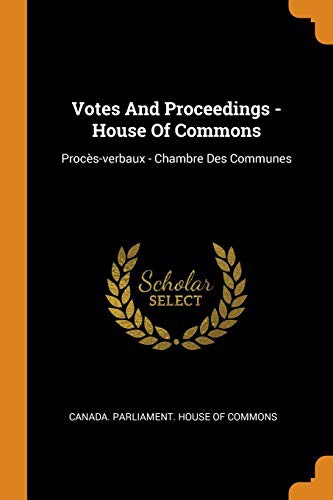 Votes And Proceedings -
House Of Commons
Procès-verbaux - Chambre Des Communes
Scholar
SELECT
CANADA. PARLIAMENT. HOUSE OF COMMONS